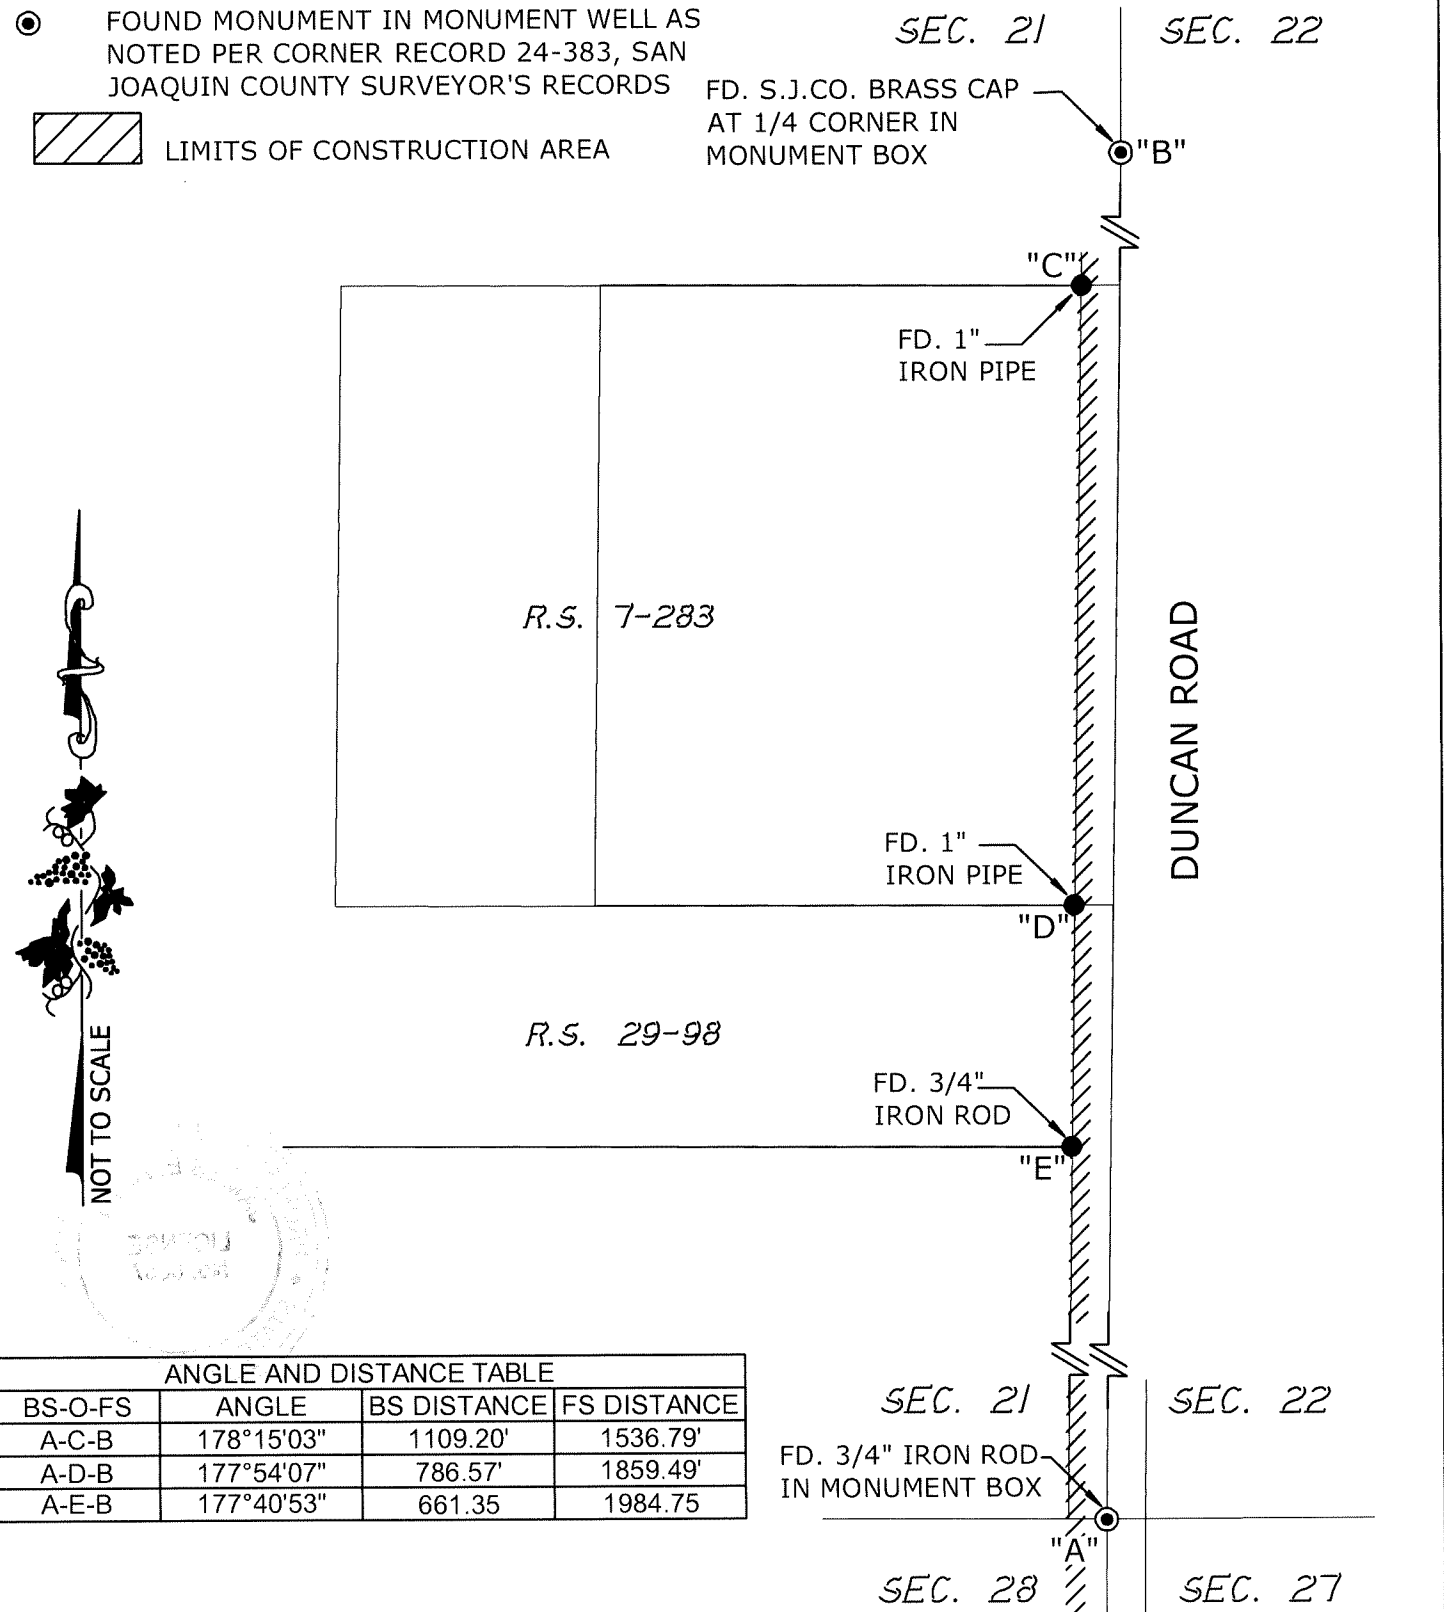 FOUND MONUMENT IN MONUMENT WELL AS
NOTED PER CORNER RECORD 24-383, SAN
JOAQUIN COUNTY SURVEYOR'S RECORDS
LIMITS OF CONSTRUCTION AREA
SEC. 21
SEC. 22
FD. S.J.CO. BRASS CAP
AT 1/4 CORNER IN
MONUMENT BOX
"B"
"C"
FD. 1"
IRON PIPE
R.S. 7-283
DUNCAN ROAD
FD. 1"
IRON PIPE
"D"
R.S. 29-98
FD. 3/4"
IRON ROD
"E"
NOT TO SCALE
LICENSE
ANGLE AND DISTANCE TABLE
BS-O-FS ANGLE BS DISTANCE FS DISTANCE
A-C-B 178°15'03" 1109.20' 1536.79'
A-D-B 177°54'07" 786.57' 1859.49'
A-E-B 177°40'53" 661.35 1984.75
SEC. 21
SEC. 22
FD. 3/4" IRON ROD
IN MONUMENT BOX
"A"
SEC. 28
SEC. 27